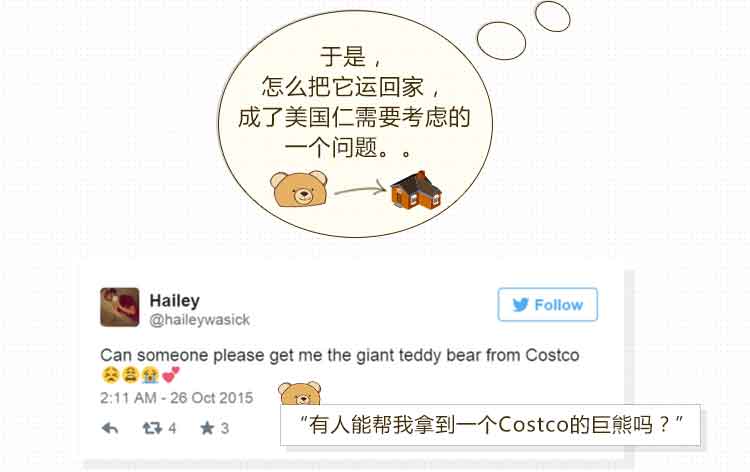 于是，
怎么把它运回家，
成了美国仁需要考虑的
一个问题。。
Hailey
@haileywasick
Follow
Can someone please get me the giant teddy bear from Costco
😣😩😭💕
2:11 AM - 26 Oct 2015
4 3
“有人能帮我拿到一个Costco的巨熊吗？”